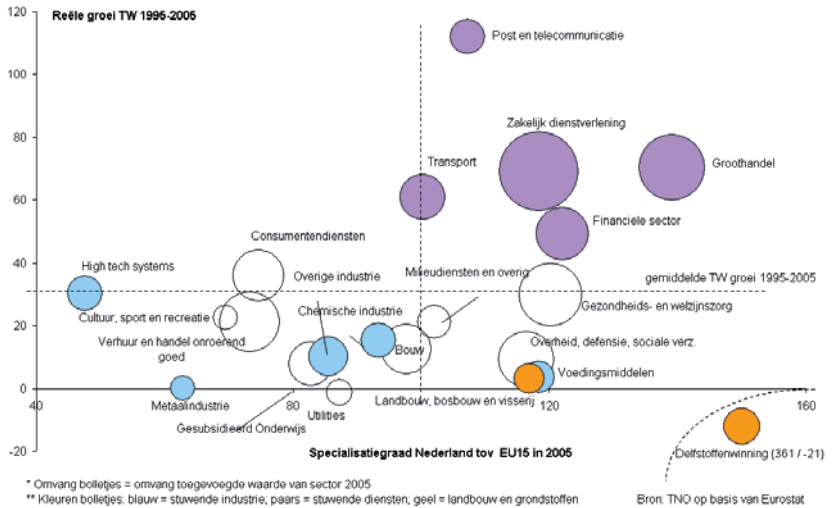 Reële groei TW 1995-2005
120
100
80
60
40
20
0
-20
40
80
120
160
Post en telecommunicatie
Zakelijk dienstverlening
Groothandel
Transport
Financiele sector
Consumentendiensten
High tech systems
Overige industrie
Milieudiensten en overig
gemiddelde TW groei 1995-2005
Cultuur, sport en recreatie
Chemische industrie
Gezondheids- en welzijnszorg
Verhuur en handel onroerend
goed
Bouw
Overheid, defensie, sociale verz.
Voedingsmiddelen
Metaalindustrie
Utilities
Landbouw, bosbouw en visserij
Gesubsidieerd Onderwijs
Specialisatiegraad Nederland tov EU15 in 2005
Delfstoffenwinning (361 / -21)
* Omvang bolletjes = omvang toegevoegde waarde van sector 2005
** Kleuren bolletjes: blauw = stuwende industrie; paars = stuwende diensten; geel = landbouw en grondstoffen
Bron: TNO op basis van Eurostat